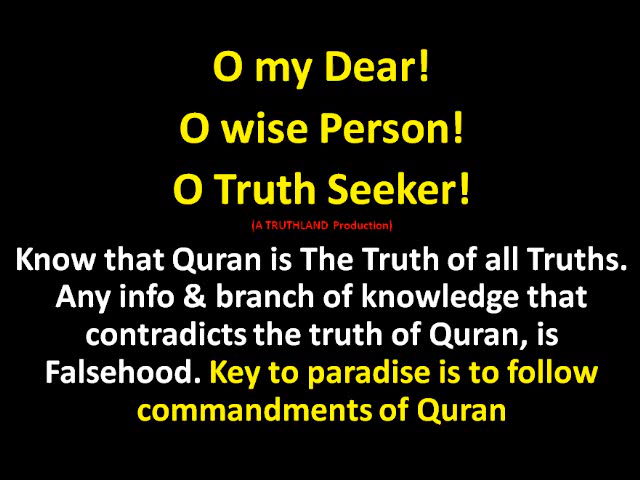 O my Dear!
O wise Person!
O Truth Seeker!
(A TRUTHLAND Production)
Know that Quran is The Truth of all Truths.
Any info & branch of knowledge that
contradicts the truth of Quran, is
Falsehood. Key to paradise is to follow
commandments of Quran